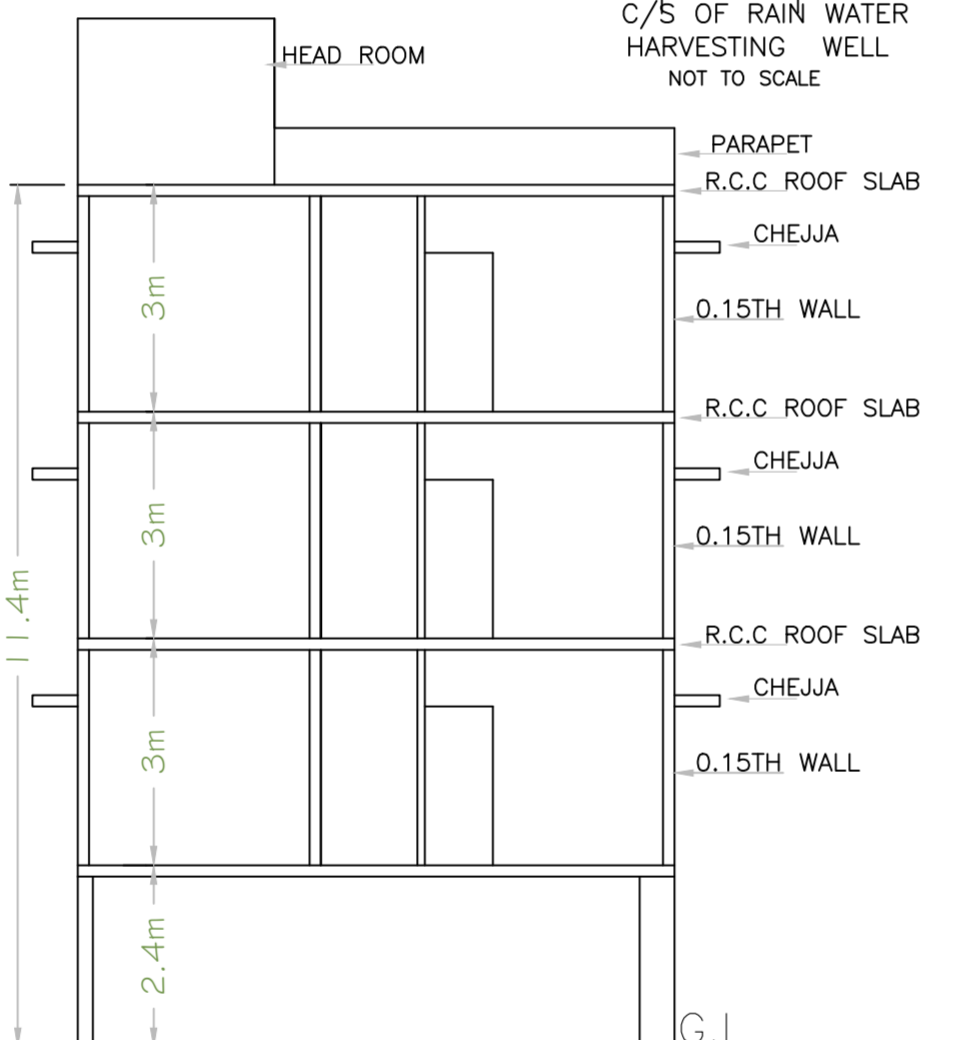 C/S OF RAIN WATER
HARVESTING WELL
NOT TO SCALE
HEAD ROOM
PARAPET
R.C.C ROOF SLAB
CHEJJA
3m
0.15TH WALL
R.C.C ROOF SLAB
CHEJJA
3m
0.15TH WALL
11.4m
R.C.C ROOF SLAB
CHEJJA
3m
0.15TH WALL
2.4m